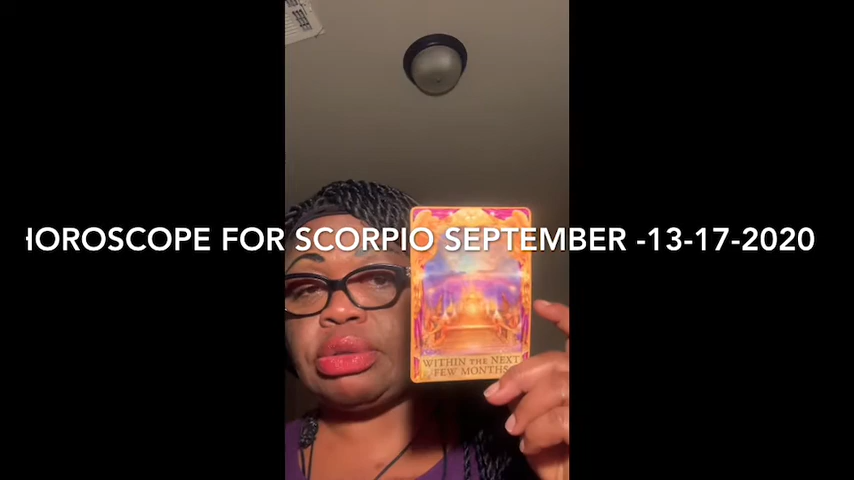 HOROSCOPE FOR SCORPIO SEPTEMBER -13-17-2020
WITHIN THE NEXT
FEW MONTHS